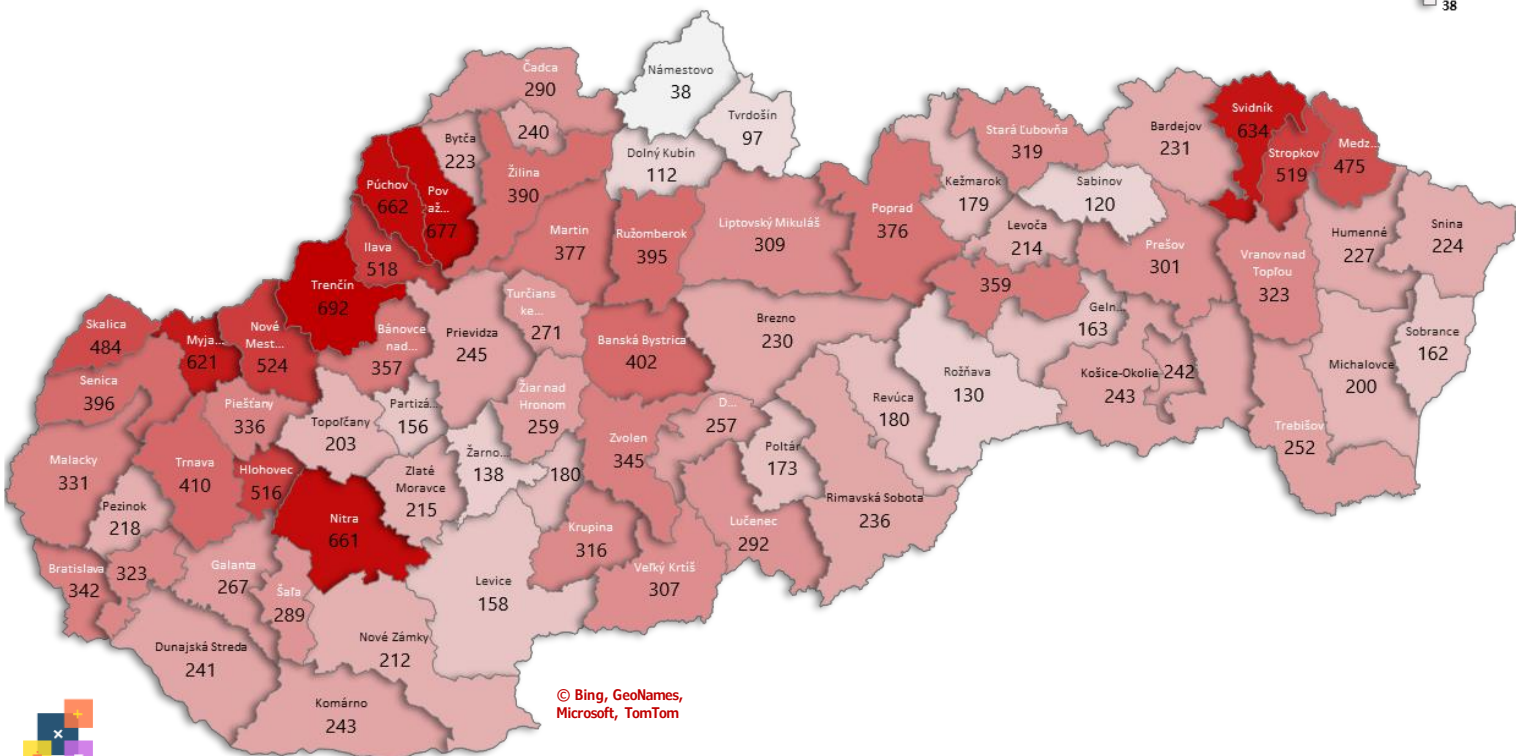 38
Čadca
290
Námestovo
38
Tvrdošín
97
Bytča
223
240
Dolný Kubín
112
Žilina
390
Púchov
662
Pov
až...
677
Ilava
518
Martin
377
Ružomberok
395
Liptovský Mikuláš
309
Poprad
376
Kežmarok
179
Stará Ľubovňa
319
Levoča
214
Sabinov
120
Bardejov
231
Svidník
634
Stropkov
519
Medz
...
475
Prešov
301
Vranov nad
Topľou
323
Humenné
227
Snina
224
Sobrance
162
Michalovce
200
Trebišov
252
Košice-Okolie
243
242
Geln
...
163
359
Rožňava
130
Revúca
180
Rimavská Sobota
236
Poltár
173
Lučenec
292
D...
257
Brezno
230
Banská Bystrica
402
Zvolen
345
Veľký Krtíš
307
Krupina
316
180
Žiar nad
Hronom
259
Turčians
ke...
271
Prievidza
245
Trenčín
692
Bánovce
nad...
357
Nové
Mest...
524
Myja...
621
Skalica
484
Senica
396
Malacky
331
Piešťany
336
Topoľčany
203
Partizá
...
156
Žarno...
138
Zlaté
Moravce
215
Trnava
410
Hlohovec
516
Pezinok
218
Nitra
661
Bratislava
342
323
Galanta
267
Šaľa
289
Levice
158
Nové Zámky
212
Dunajská Streda
241
Komárno
243
© Bing, GeoNames,
Microsoft, TomTom